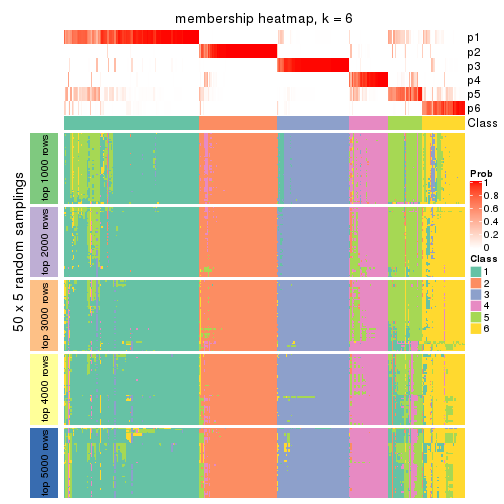 membership heatmap, k = 6
p1
p2
p3
p4
p5
p6
Class
50 x 5 random samplings
top 1000 rows
top 2000 rows
top 3000 rows
top 4000 rows
top 5000 rows
Prob
1
0.8
0.6
0.4
0.2
0
Class
1
2
3
4
5
6